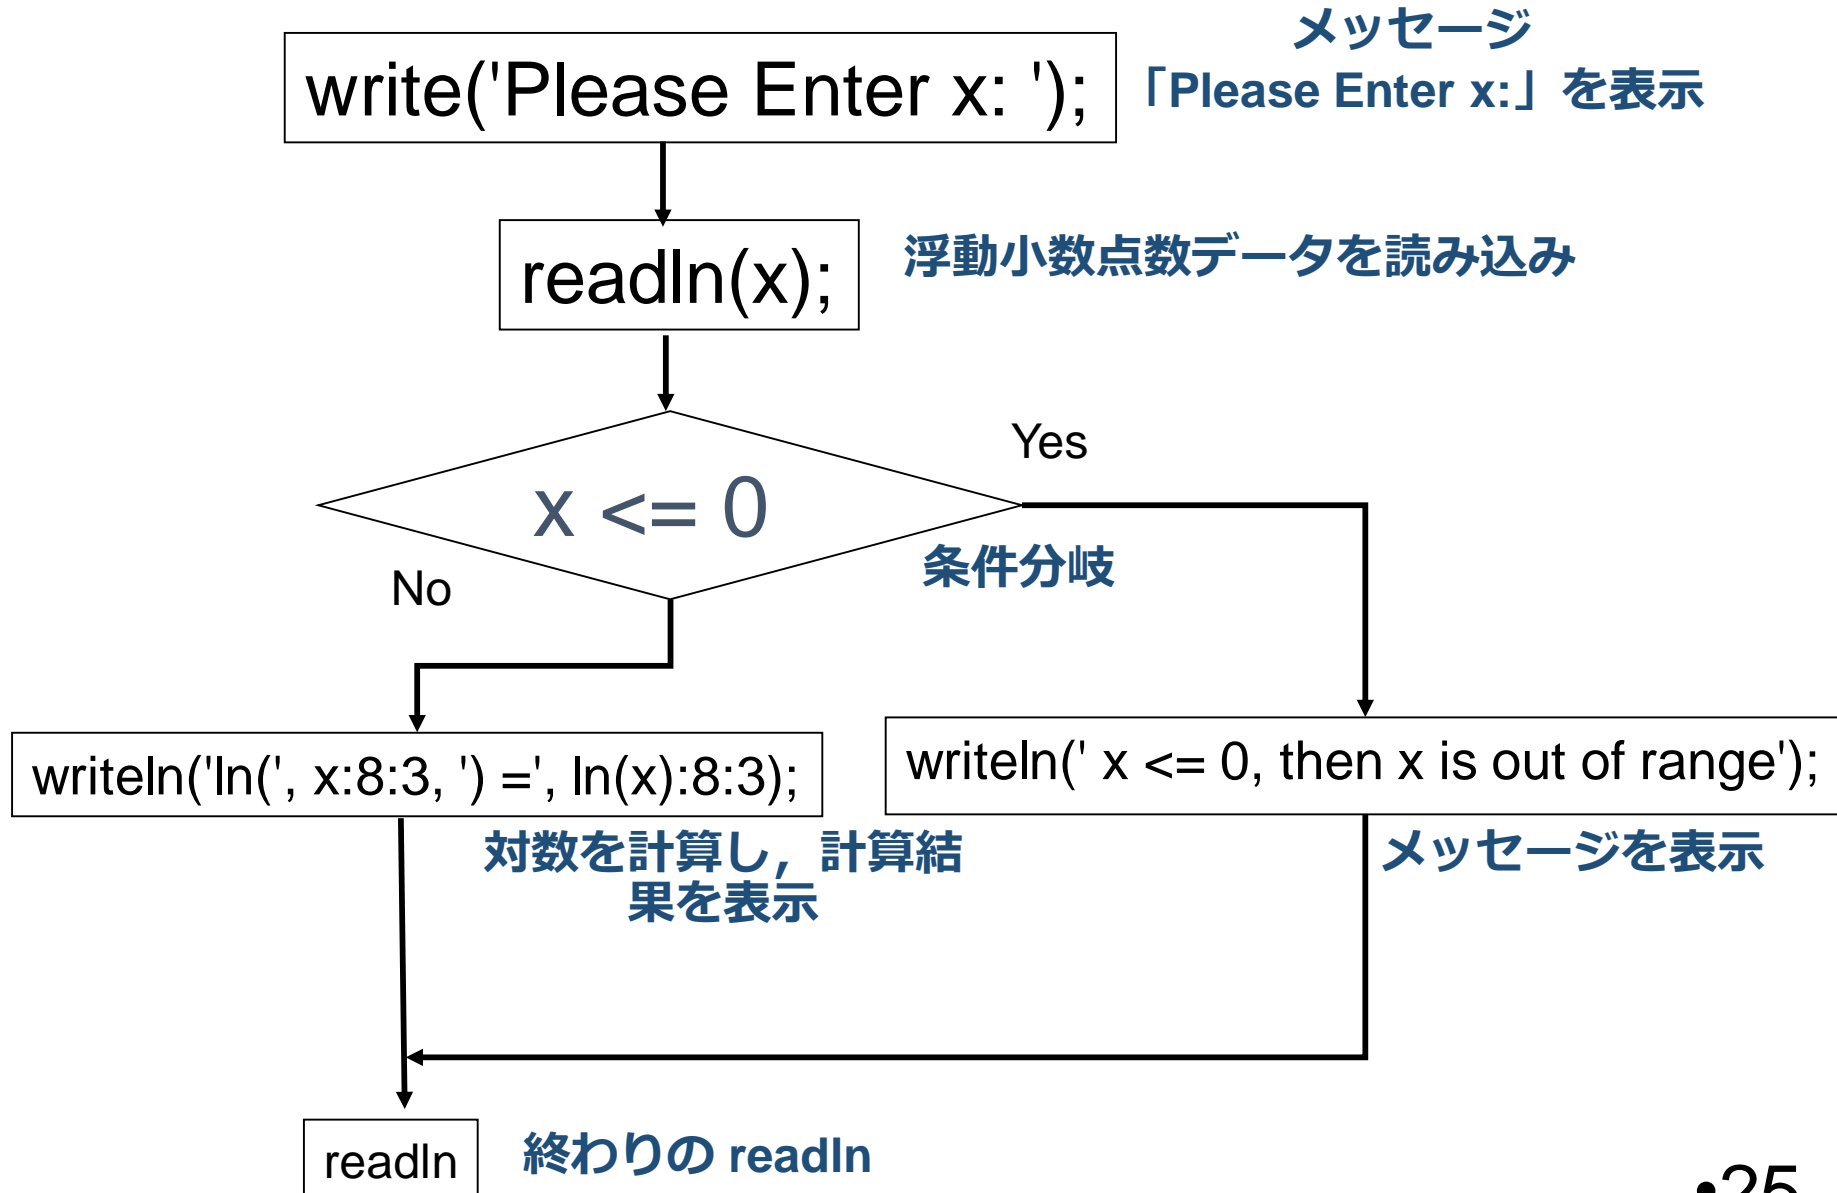 メッセージ
write('Please Enter x: ');
「Please Enter x:」を表示
readln(x);
浮動小数点数データを読み込み
Yes
x <= 0
条件分岐
No
writeln('ln(', x:8:3, ') =', ln(x):8:3);
writeln(' x <= 0, then x is out of range');
対数を計算し，計算結
果を表示
メッセージを表示
readln
終わりの readln
•25